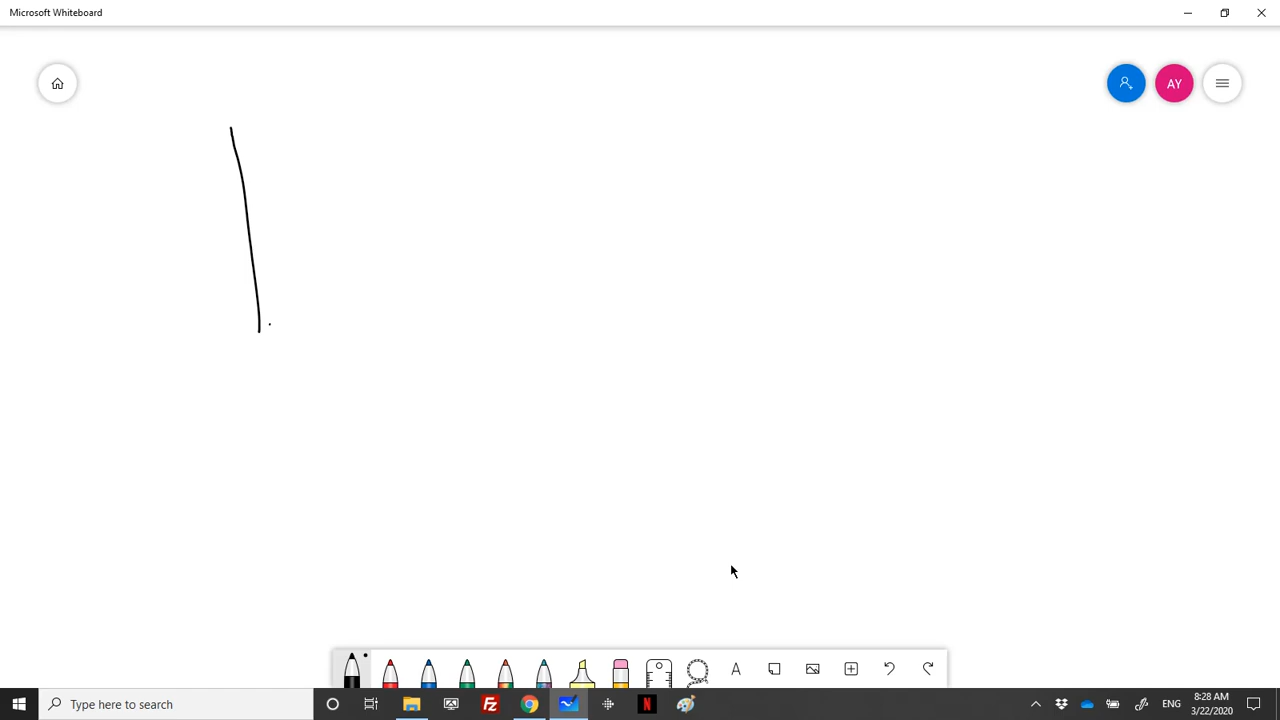 Microsoft Whiteboard
AY
A
Type here to search
ENG
8:28 AM
3/22/2020